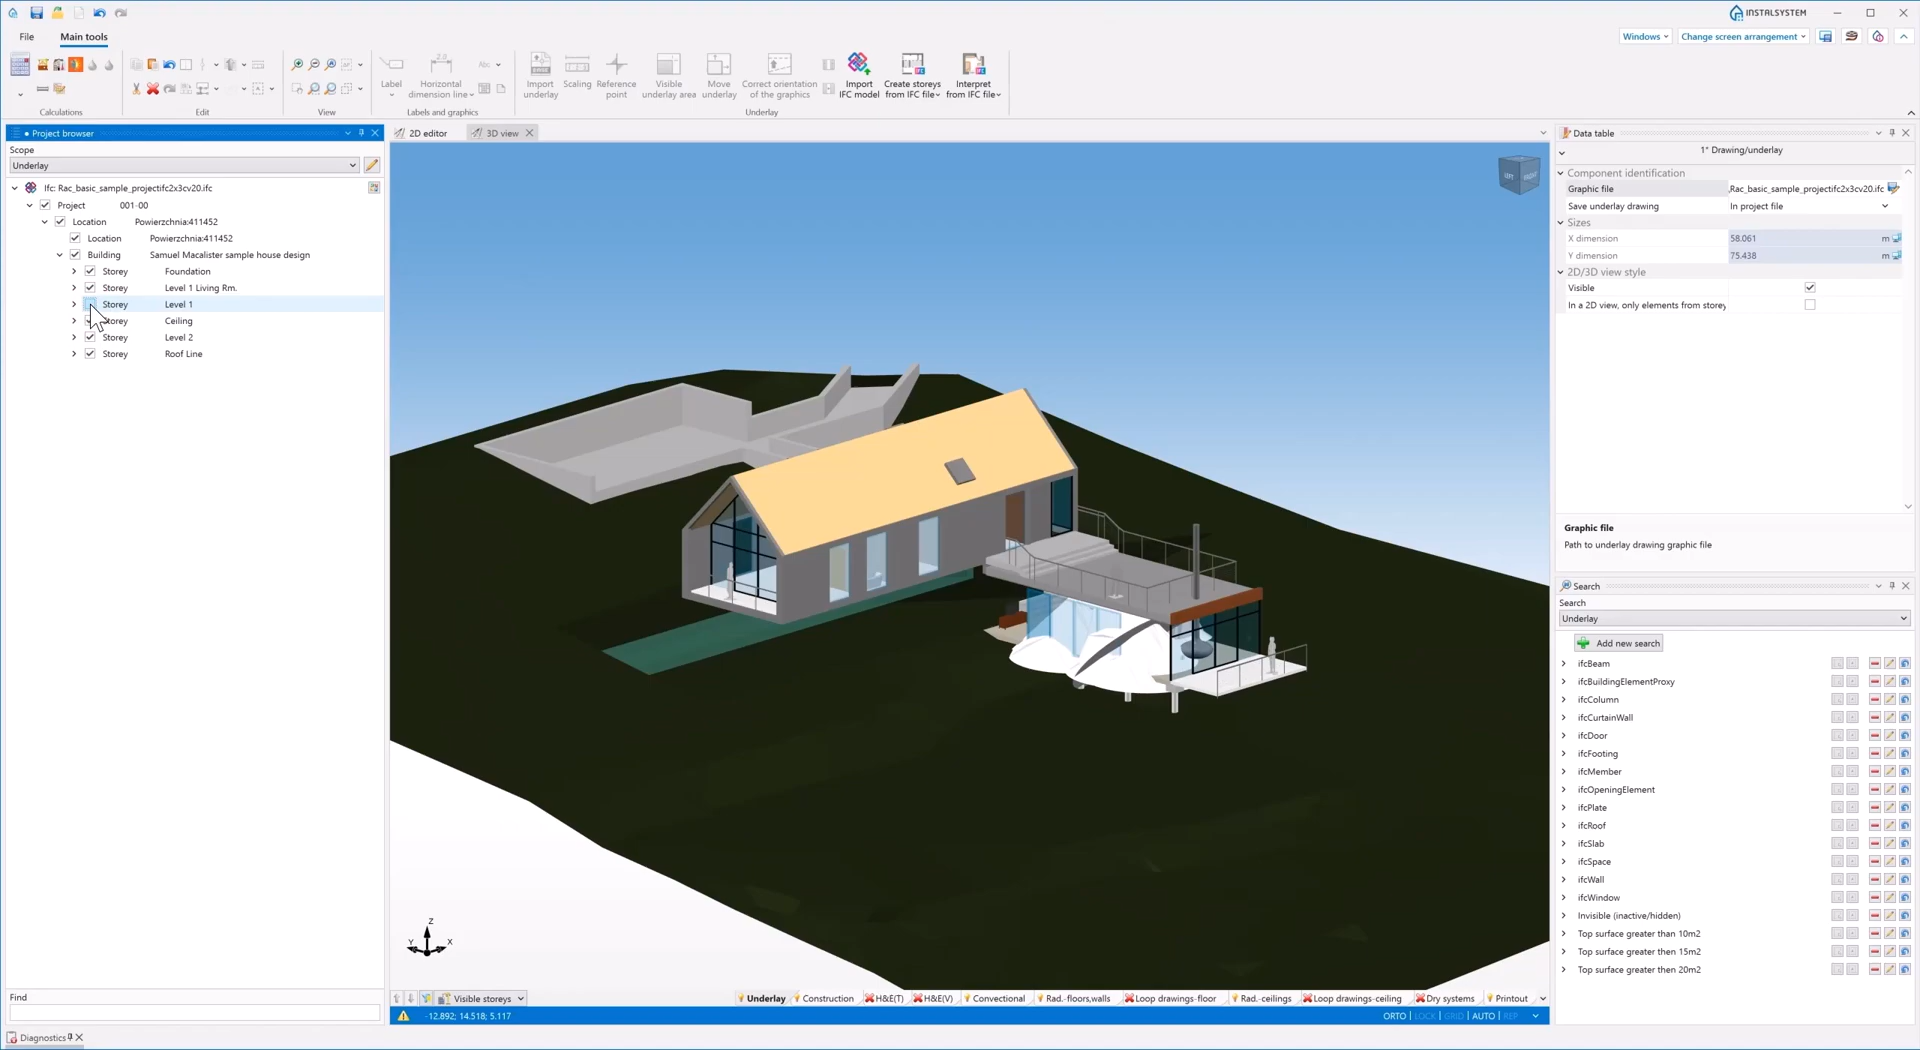 INSTALSYSTEM
File
Main tools
Windows
Change screen arrangement
2.0
Abc
Label
Horizontal
dimension line
Import
underlay
Scaling
Reference
point
Visible
underlay area
Move
underlay
Correct orientation
of the graphics
Import
IFC model
Create storeys
from IFC file
Interpret
from IFC file
Calculations
Edit
View
Labels and graphics
Underlay
Project browser
Scope
Underlay
Ifc: Rac_basic_sample_projectifc2x3cv20.ifc
Project 001-00
Location Powierzchnia:411452
Location Powierzchnia:411452
Building Samuel Macalister sample house design
Storey Foundation
Storey Level 1 Living Rm.
Storey Level 1
Storey Ceiling
Storey Level 2
Storey Roof Line
Find
Diagnostics
2D editor
3D view
LEFT
Z
Y
X
Visible storeys
Underlay
Construction
H&E(T)
H&E(V)
Conventional
Rad.-floors,walls
Loop drawings-floor
Rad.-ceilings
Loop drawings-ceiling
Dry systems
Printout
-12.892; 14.518; 5.117
ORTO LOCK GRID AUTO REP
Data table
1* Drawing/underlay
Component identification
Graphic file .Rac_basic_sample_projectifc2x3cv20.ifc
Save underlay drawing In project file
Sizes
X dimension 58.061 m
Y dimension 75.438 m
2D/3D view style
Visible
In a 2D view, only elements from storey
Graphic file
Path to underlay drawing graphic file
Search
Search
Underlay
Add new search
ifcBeam
ifcBuildingElementProxy
ifcColumn
ifcCurtainWall
ifcDoor
ifcFooting
ifcMember
ifcOpeningElement
ifcPlate
ifcRoof
ifcSlab
ifcSpace
ifcWall
ifcWindow
Invisible (inactive/hidden)
Top surface greater than 10m2
Top surface greater then 15m2
Top surface greater then 20m2